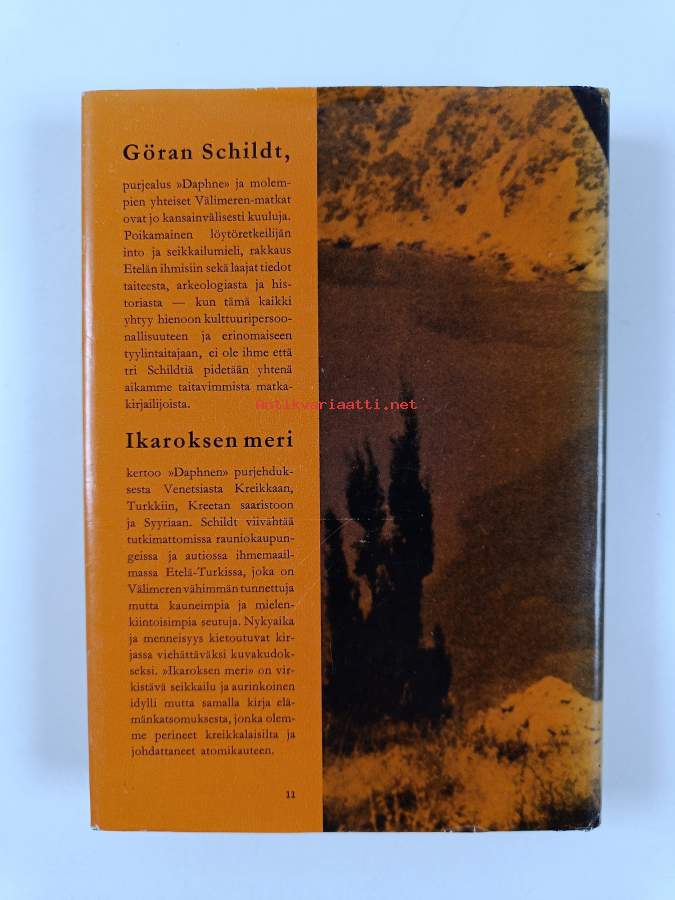 Göran Schildt,
purjealus »Daphne» ja molem-
pien yhteiset Välimeren-matkat
ovat jo kansainvälisesti kuuluja.
Poikamainen löytöretkeilijän
into ja seikkailumieli, rakkaus
Etelän ihmisiin sekä laajat tiedot
taiteesta, arkeologiasta ja his-
toriasta — kun tämä kaikki
yhtyy hienoon kulttuuripersoo-
nallisuuteen ja erinomaiseen
tyylintaitajaan, ei ole ihme että
tri Schildtiä pidetään yhtenä
aikamme taitavimmista matka-
kirjailijoista.
Antikvariaatti.net
Ikaroksen meri
kertoo »Daphnen» purjehduk-
sesta Venetsiasta Kreikkaan,
Turkkiin, Kreetan saaristoon
ja Syyriaan. Schildt viivähtää
tutkimattomissa rauniokaupun-
geissa ja autiossa ihmemaail-
massa Etelä-Turkissa, joka on
Välimeren vähimmän tunnettuja
mutta kauneimpia ja mielen-
kiintoisimpia seutuja. Nykyaika
ja menneisyys kietoutuvat kir-
jassa viehättäväksi kuvakudok-
seksi. »Ikaroksen meri» on vir-
kistävä seikkailu ja aurinkoinen
idylli mutta samalla kirja elä-
mänkatsomuksesta, jonka olem-
me perineet kreikkalaisilta ja
johdattaneet atomikauteen.
11